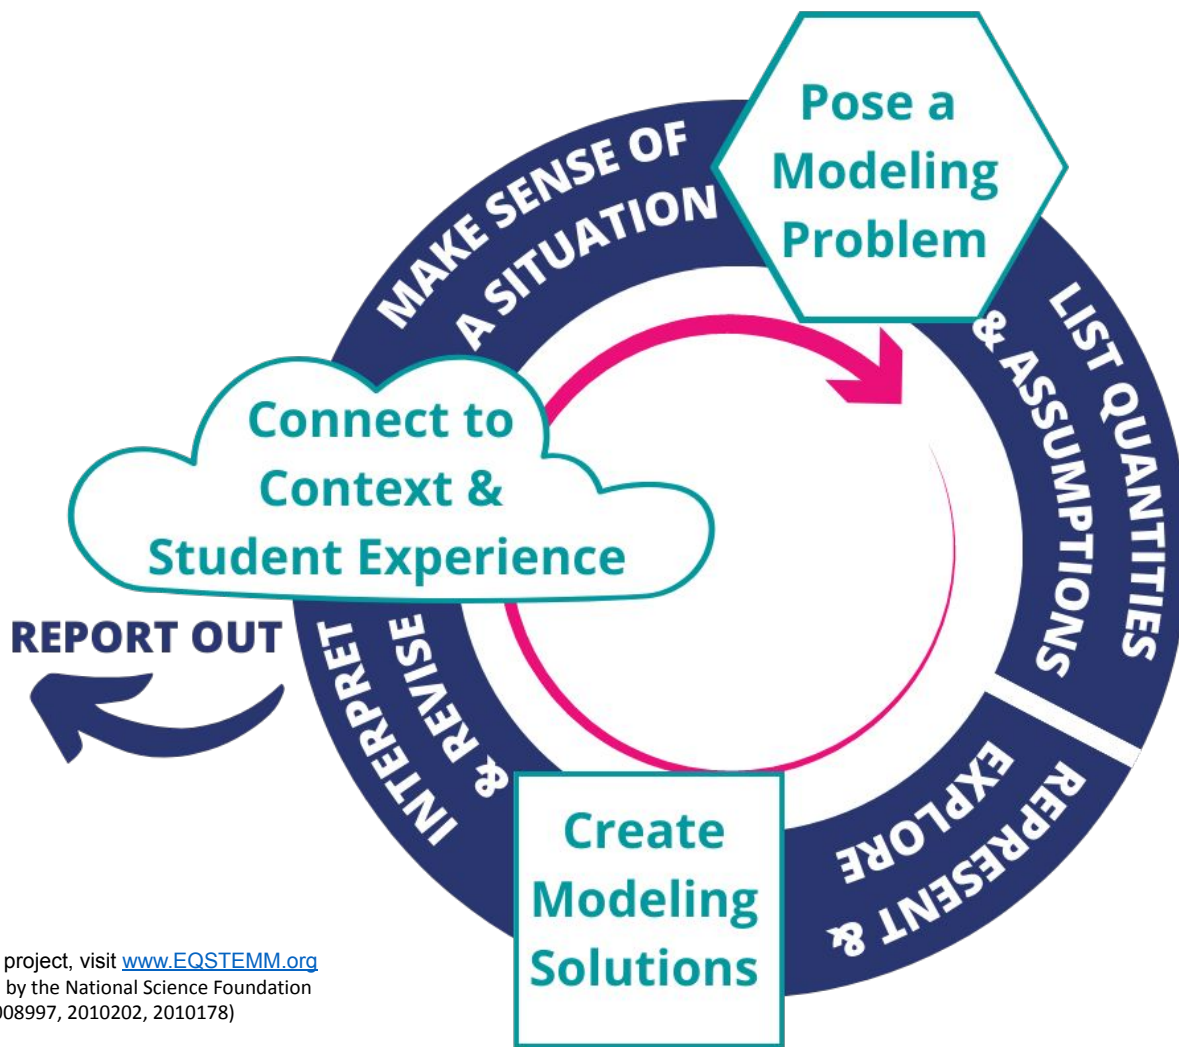 Pose a
Modeling
Problem
MAKE SENSE OF
A SITUATION
LIST QUANTITIES
& ASSUMPTIONS
Connect to
Context &
Student Experience
REPORT OUT
INTERPRET
& REVISE
REPRESENT &
EXPLORE
Create
Modeling
Solutions
project, visit www.EQSTEMM.org
by the National Science Foundation
08997, 2010202, 2010178)